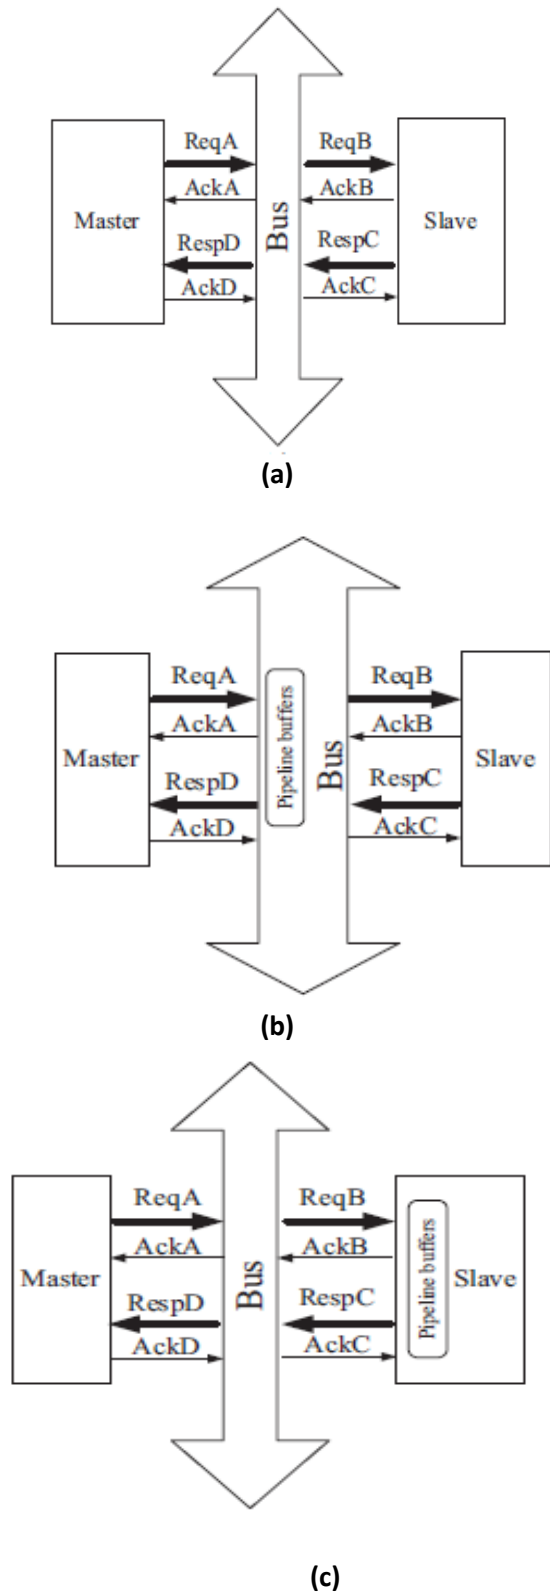 ReqA
ReqB
AckA
AckB
Master
Bus
Slave
RespD
RespC
AckD
AckC
(a)
ReqA
ReqB
AckA
AckB
Master
Pipeline buffers
Bus
Slave
RespD
RespC
AckD
AckC
(b)
ReqA
ReqB
AckA
AckB
Master
Bus
Pipeline buffers
Slave
RespD
RespC
AckD
AckC
(c)